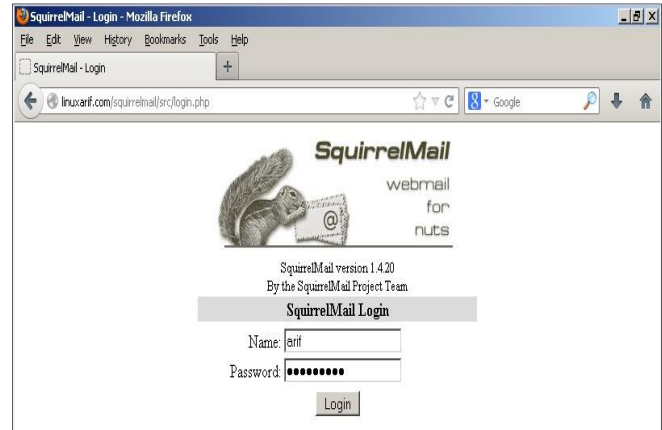 SquirrelMail - Login - Mozilla Firefox
File Edit View History Bookmarks Tools Help
SquirrelMail - Login +
linuxarif.com/squirrelmail/src/login.php
Google
SquirrelMail
webmail
for
nuts
@
SquirrelMail version 1.4.20
By the SquirrelMail Project Team
SquirrelMail Login
Name: arif
Password: ●●●●●●●●●
Login